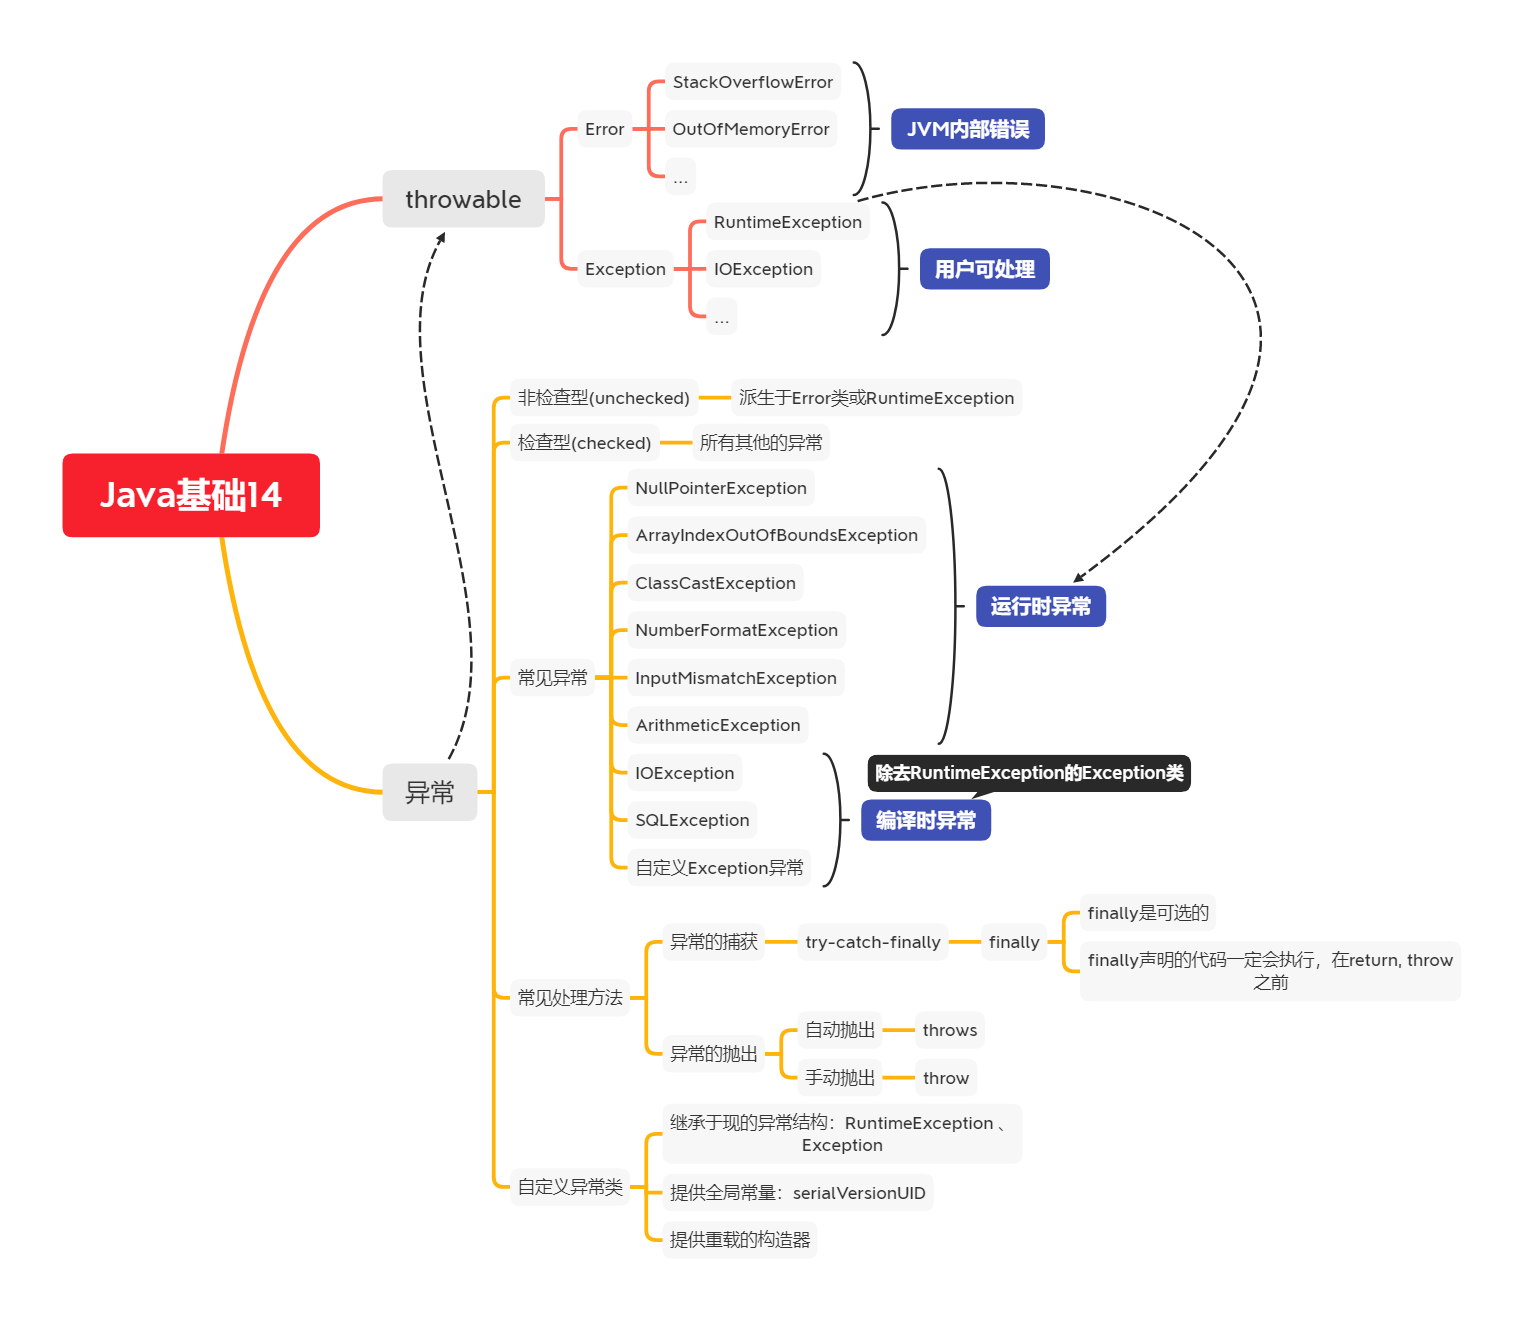 Java基础14
throwable
Error
StackOverflowError
OutOfMemoryError
...
JVM内部错误
Exception
RuntimeException
IOException
...
用户可处理
异常
非检查型(unchecked)
派生于Error类或RuntimeException
检查型(checked)
所有其他的异常
常见异常
NullPointerException
ArrayIndexOutOfBoundsException
ClassCastException
NumberFormatException
InputMismatchException
ArithmeticException
运行时异常
IOException
SQLException
自定义Exception异常
除去RuntimeException的Exception类
编译时异常
常见处理方法
异常的捕获
try-catch-finally
finally
finally是可选的
finally声明的代码一定会执行，在return, throw
之前
异常的抛出
自动抛出
throws
手动抛出
throw
自定义异常类
继承于现的异常结构：RuntimeException 、
Exception
提供全局常量：serialVersionUID
提供重载的构造器